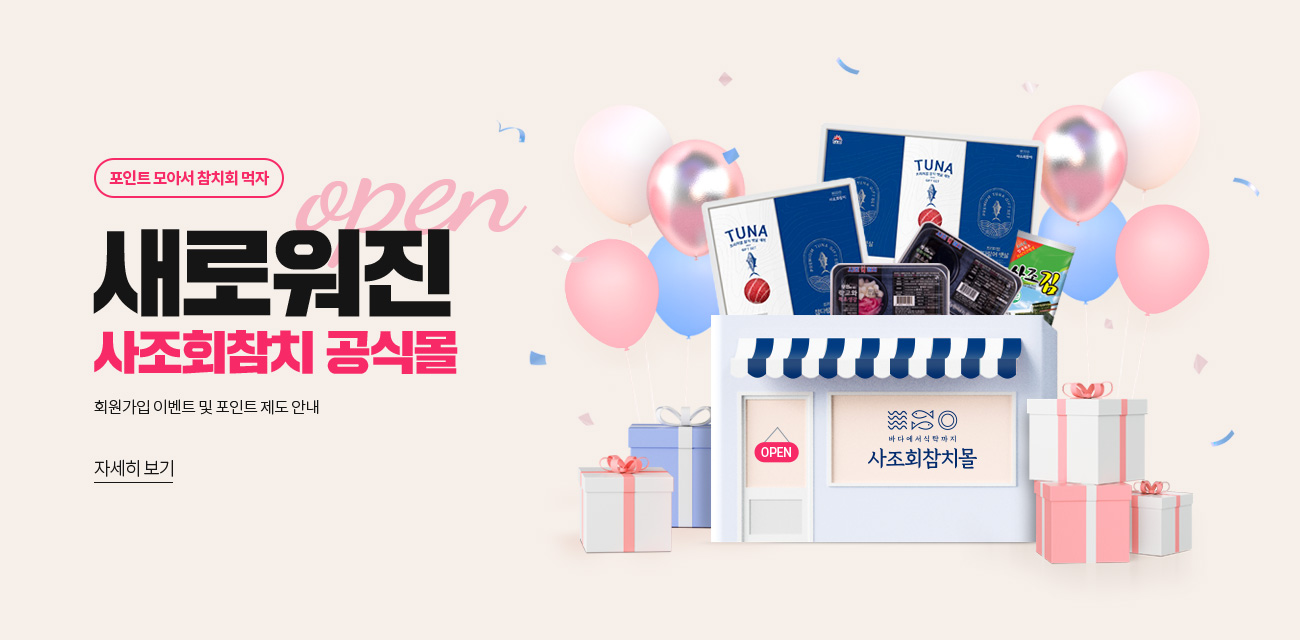 포인트 모아서 참치회 먹자
open
새로워진
사조회참치 공식몰
회원가입 이벤트 및 포인트 제도 안내
자세히 보기
TUNA
TUNA
사조 김
OPEN
바다에서식탁까지
사조회참치몰